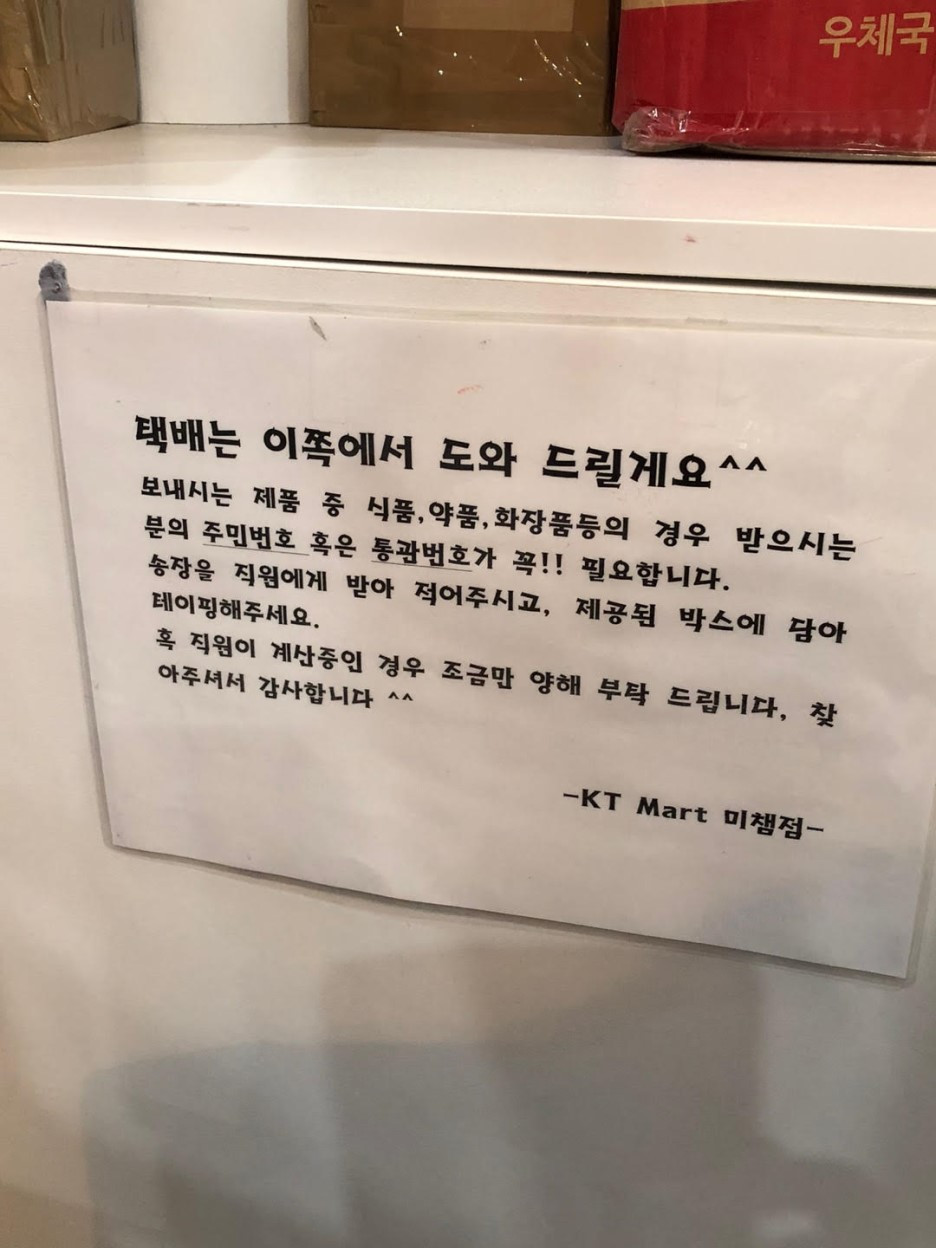 우체국
택배는 이쪽에서 도와 드릴게요^^
보내시는 제품 중 식품,약품,화장품등의 경우 받으시는
분의 주민번호 혹은 통관번호가 꼭!! 필요합니다.
송장을 직원에게 받아 적어주시고, 제공된 박스에 담아
테이핑해주세요.
혹 직원이 계산중인 경우 조금만 양해 부탁 드립니다, 찾
아주셔서 감사합니다 ^^
-KT Mart 미챔점-